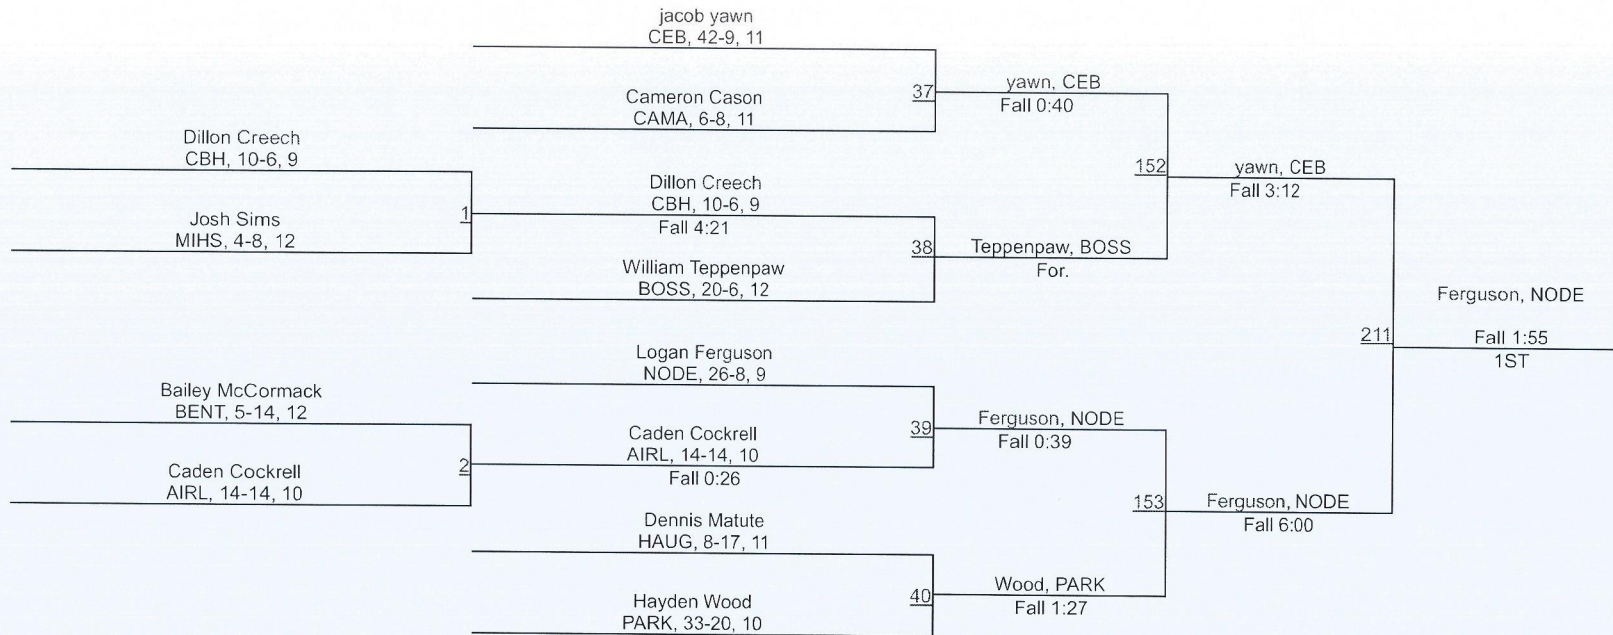 jacob yawn
CEB, 42-9, 11
37
yawn, CEB
Fall 0:40
Cameron Cason
CAMA, 6-8, 11
Dillon Creech
CBH, 10-6, 9
152
yawn, CEB
Fall 3:12
Dillon Creech
CBH, 10-6, 9
Fall 4:21
1
Josh Sims
MIHS, 4-8, 12
38
Teppenpaw, BOSS
For.
William Teppenpaw
BOSS, 20-6, 12
Ferguson, NODE
211
Fall 1:55
1ST
Logan Ferguson
NODE, 26-8, 9
Bailey McCormack
BENT, 5-14, 12
39
Ferguson, NODE
Fall 0:39
Caden Cockrell
AIRL, 14-14, 10
Fall 0:26
2
Caden Cockrell
AIRL, 14-14, 10
153
Ferguson, NODE
Fall 6:00
Dennis Matute
HAUG, 8-17, 11
40
Wood, PARK
Fall 1:27
Hayden Wood
PARK, 33-20, 10